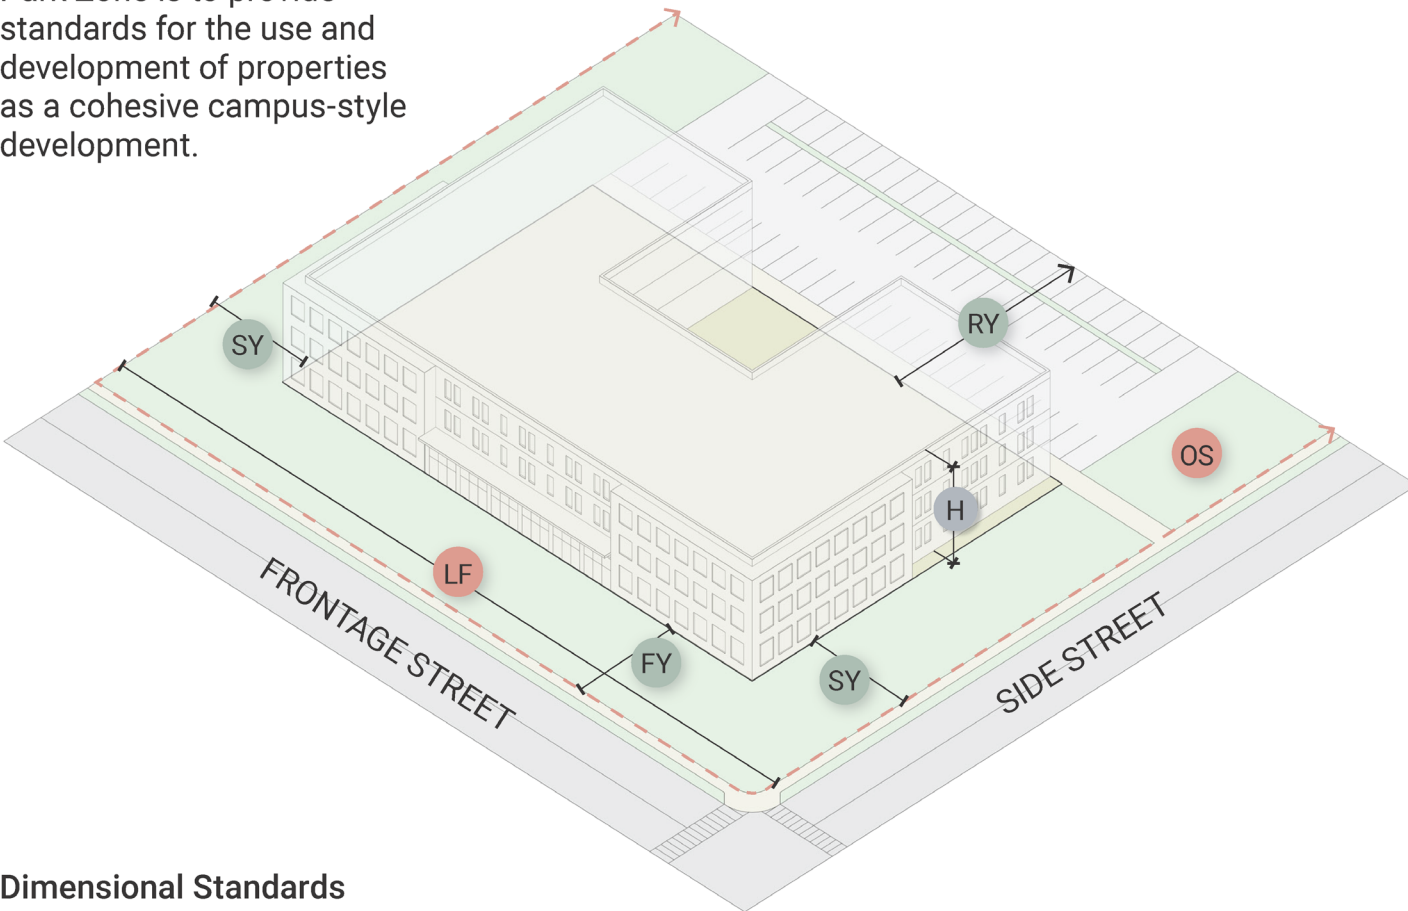 standards for the use and
development of properties
as a cohesive campus-style
development.
RY
SY
OS
H
LF
FRONTAGE STREET
FY
SY
SIDE STREET
Dimensional Standards